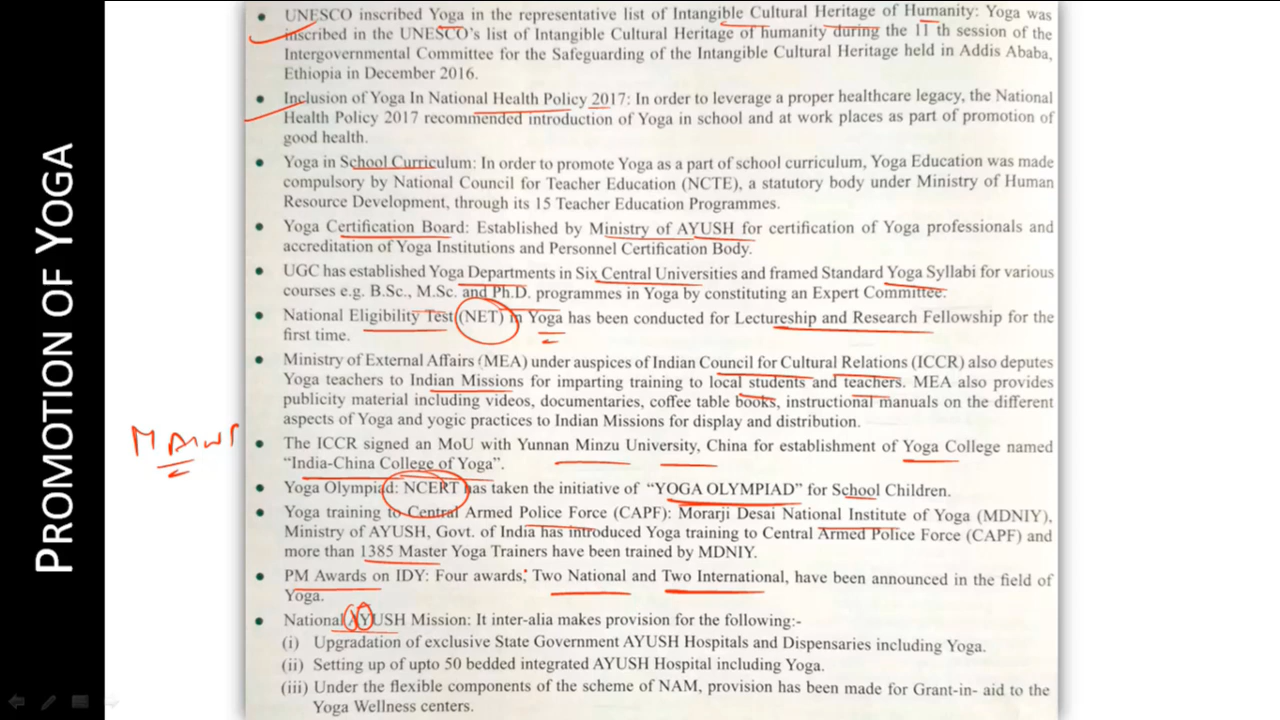 PROMOTION OF YOGA
• UNESCO inscribed Yoga in the representative list of Intangible Cultural Heritage of Humanity: Yoga was
inscribed in the UNESCO's list of Intangible Cultural Heritage of humanity during the 11 th session of the
Intergovernmental Committee for the Safeguarding of the Intangible Cultural Heritage held in Addis Ababa,
Ethiopia in December 2016.
• Inclusion of Yoga In National Health Policy 2017: In order to leverage a proper healthcare legacy, the National
Health Policy 2017 recommended introduction of Yoga in school and at work places as part of promotion of
good health.
• Yoga in School Curriculum: In order to promote Yoga as a part of school curriculum, Yoga Education was made
compulsory by National Council for Teacher Education (NCTE), a statutory body under Ministry of Human
Resource Development, through its 15 Teacher Education Programmes.
• Yoga Certification Board: Established by Ministry of AYUSH for certification of Yoga professionals and
accreditation of Yoga Institutions and Personnel Certification Body.
• UGC has established Yoga Departments in Six Central Universities and framed Standard Yoga Syllabi for various
courses e.g. B.Sc., M.Sc. and Ph.D. programmes in Yoga by constituting an Expert Committee.
• National Eligibility Test (NET) in Yoga has been conducted for Lectureship and Research Fellowship for the
first time.
• Ministry of External Affairs (MEA) under auspices of Indian Council for Cultural Relations (ICCR) also deputes
Yoga teachers to Indian Missions for imparting training to local students and teachers. MEA also provides
publicity material including videos, documentaries, coffee table books, instructional manuals on the different
aspects of Yoga and yogic practices to Indian Missions for display and distribution.
• The ICCR signed an MoU with Yunnan Minzu University, China for establishment of Yoga College named
"India-China College of Yoga".
• Yoga Olympiad: NCERT has taken the initiative of "YOGA OLYMPIAD" for School Children.
• Yoga training to Central Armed Police Force (CAPF): Morarji Desai National Institute of Yoga (MDNIY),
Ministry of AYUSH, Govt. of India has introduced Yoga training to Central Armed Police Force (CAPF) and
more than 1385 Master Yoga Trainers have been trained by MDNIY.
• PM Awards on IDY: Four awards, Two National and Two International, have been announced in the field of
Yoga.
• National AYUSH Mission: It inter-alia makes provision for the following:-
(i) Upgradation of exclusive State Government AYUSH Hospitals and Dispensaries including Yoga.
(ii) Setting up of upto 50 bedded integrated AYUSH Hospital including Yoga.
(iii) Under the flexible components of the scheme of NAM, provision has been made for Grant-in- aid to the
Yoga Wellness centers.